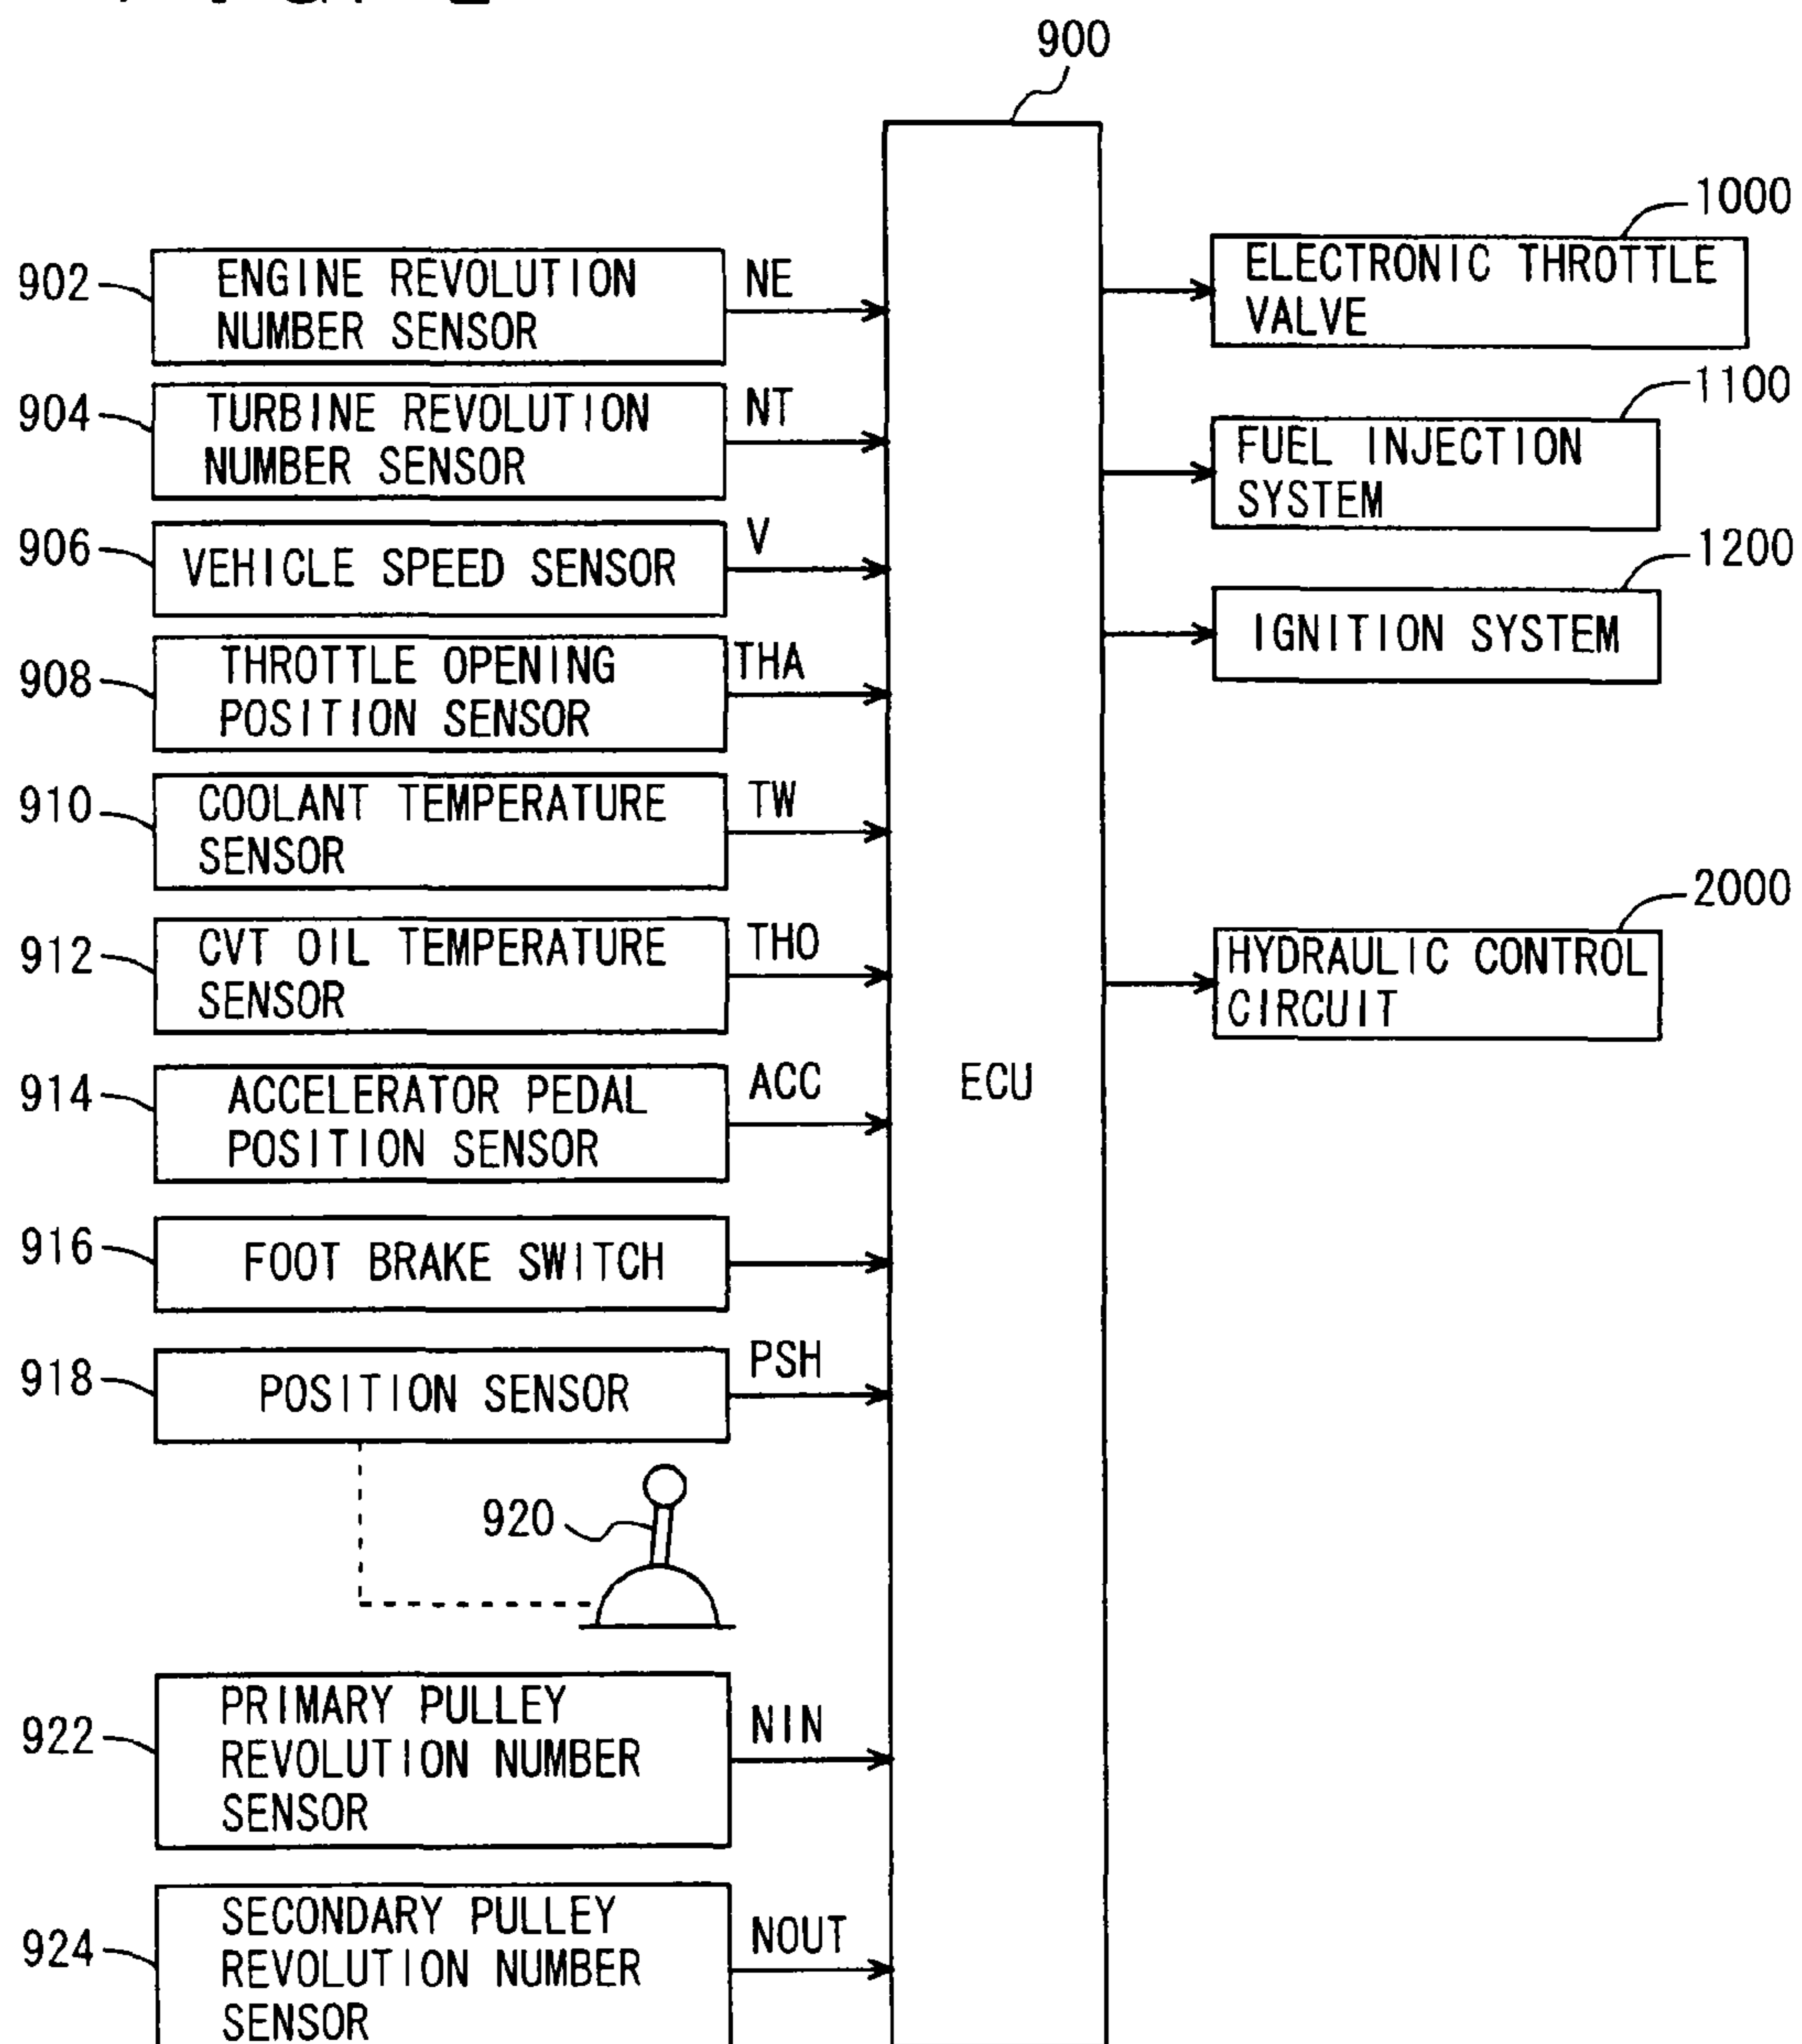 900
902
ENGINE REVOLUTION
NUMBER SENSOR
NE
904
TURBINE REVOLUTION
NUMBER SENSOR
NT
906
VEHICLE SPEED SENSOR
V
908
THROTTLE OPENING
POSITION SENSOR
THA
910
COOLANT TEMPERATURE
SENSOR
TW
912
CVT OIL TEMPERATURE
SENSOR
THO
914
ACCELERATOR PEDAL
POSITION SENSOR
ACC
916
FOOT BRAKE SWITCH
918
POSITION SENSOR
PSH
920
922
PRIMARY PULLEY
REVOLUTION NUMBER
SENSOR
NIN
924
SECONDARY PULLEY
REVOLUTION NUMBER
SENSOR
NOUT
ECU
1000
ELECTRONIC THROTTLE
VALVE
1100
FUEL INJECTION
SYSTEM
1200
IGNITION SYSTEM
2000
HYDRAULIC CONTROL
CIRCUIT